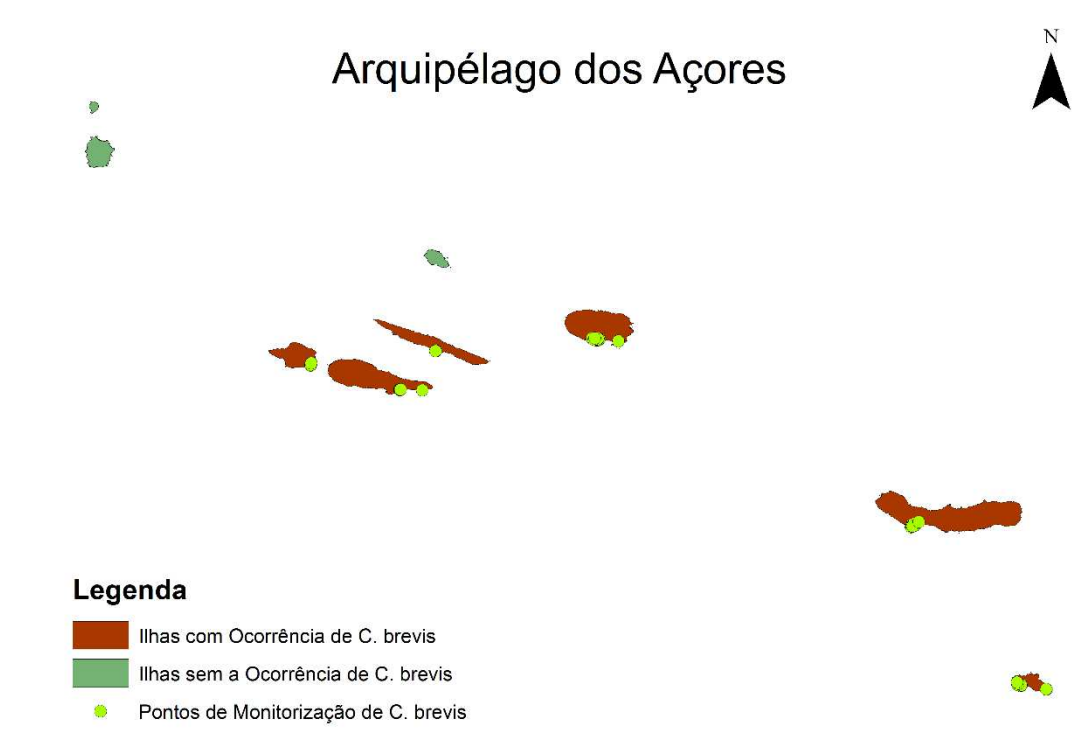 N
Arquipélago dos Açores
Legenda
Ilhas com Ocorrência de C. brevis
Ilhas sem a Ocorrência de C. brevis
Pontos de Monitorização de C. brevis